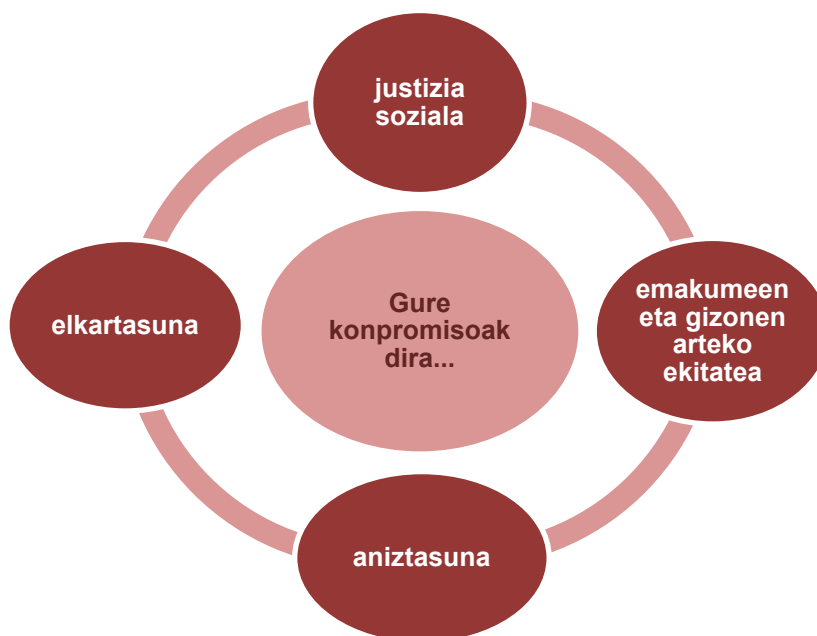 justizia
soziala
elkartasuna
Gure
konpromisoak
dira...
emakumeen
eta gizonen
arteko
ekitatea
aniztasuna